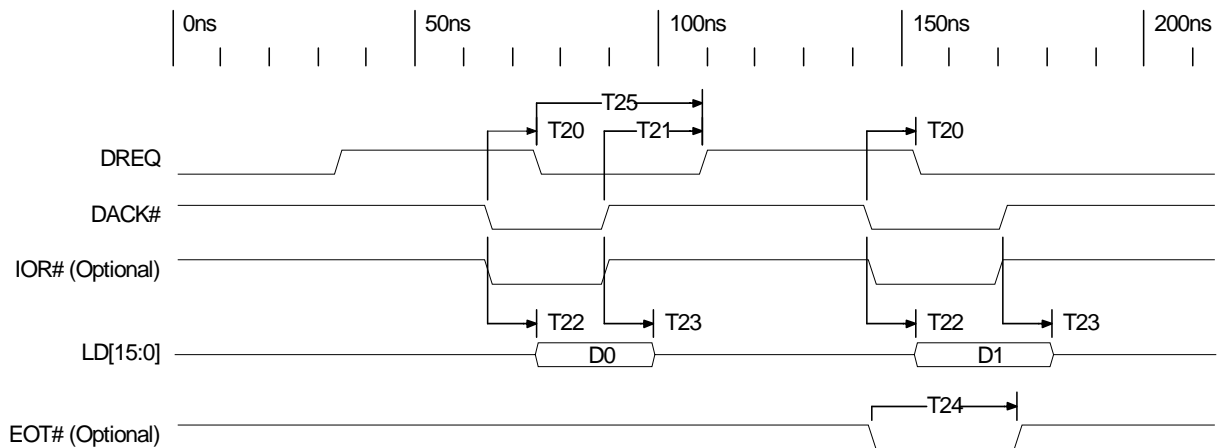 0ns 50ns 100ns 150ns 200ns
T25
T20 T21 T20
DREQ
DACK#
IOR# (Optional)
T22 T23 T22 T23
LD[15:0] D0 D1
T24
EOT# (Optional)